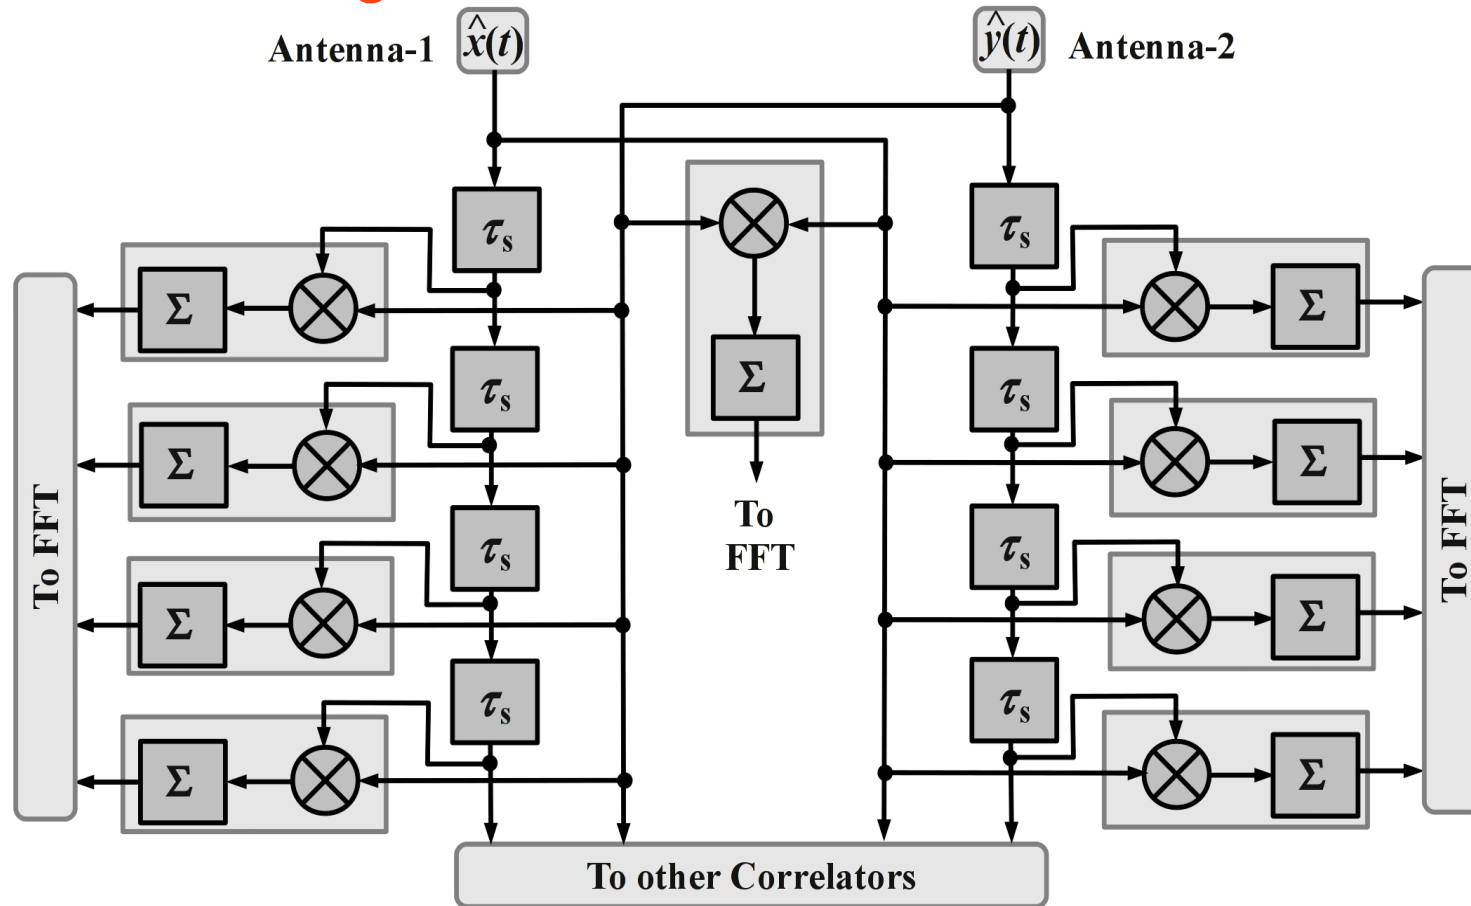 Antenna-1
x̂(t)
ŷ(t)
Antenna-2
τs
τs
Σ
Σ
τs
τs
Σ
Σ
Σ
To FFT
τs
To
FFT
τs
To FFT
Σ
Σ
τs
τs
Σ
Σ
To other Correlators